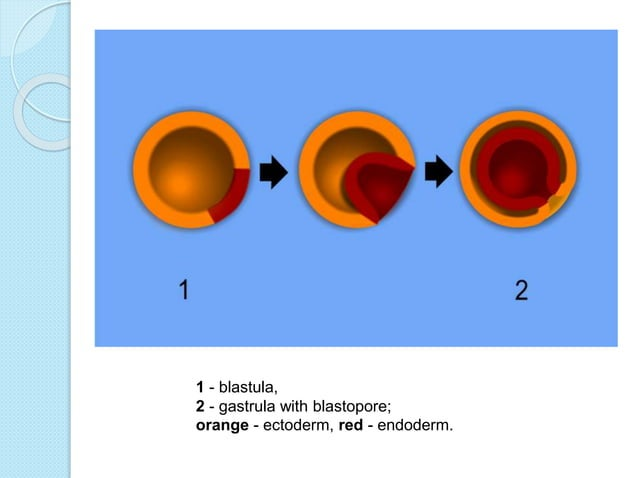 1 2
1 - blastula,
2 - gastrula with blastopore;
orange - ectoderm, red - endoderm.